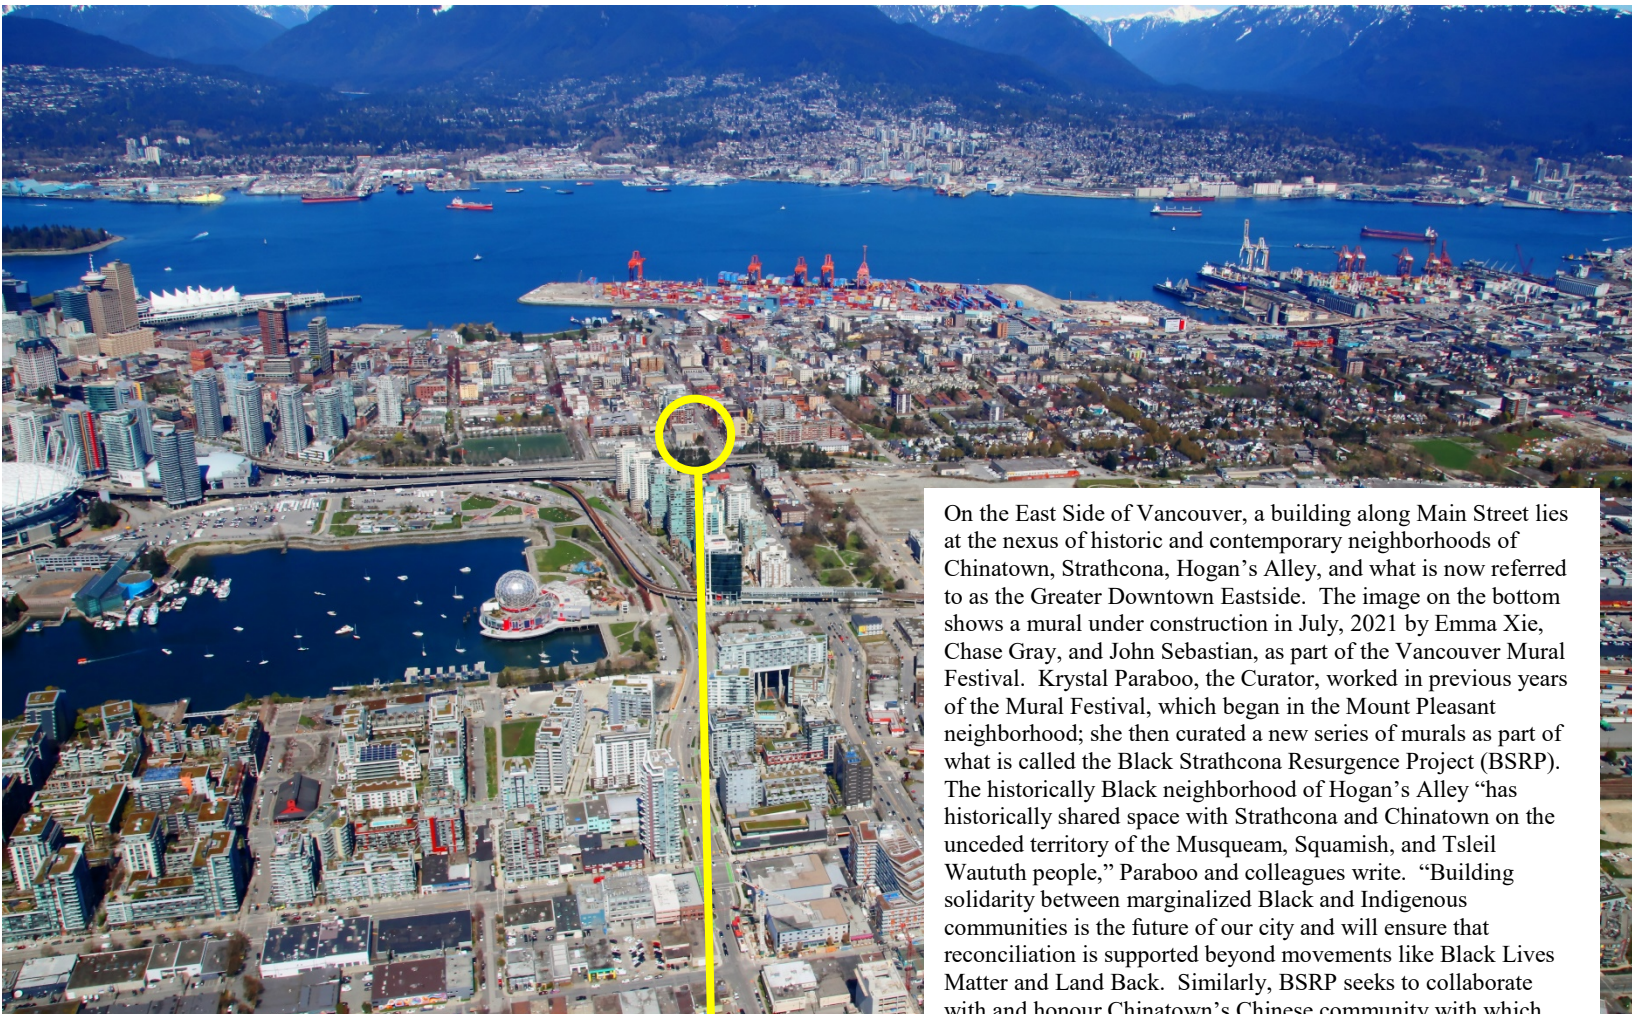 On the East Side of Vancouver, a building along Main Street lies
at the nexus of historic and contemporary neighborhoods of
Chinatown, Strathcona, Hogan’s Alley, and what is now referred
to as the Greater Downtown Eastside.  The image on the bottom
shows a mural under construction in July, 2021 by Emma Xie,
Chase Gray, and John Sebastian, as part of the Vancouver Mural
Festival.  Krystal Paraboo, the Curator, worked in previous years
of the Mural Festival, which began in the Mount Pleasant
neighborhood; she then curated a new series of murals as part of
what is called the Black Strathcona Resurgence Project (BSRP).
The historically Black neighborhood of Hogan’s Alley “has
historically shared space with Strathcona and Chinatown on the
unceded territory of the Musqueam, Squamish, and Tsleil
Waututh people,” Paraboo and colleagues write.  “Building
solidarity between marginalized Black and Indigenous
communities is the future of our city and will ensure that
reconciliation is supported beyond movements like Black Lives
Matter and Land Back.  Similarly, BSRP seeks to collaborate
with and honour Chinatown’s Chinese community with which